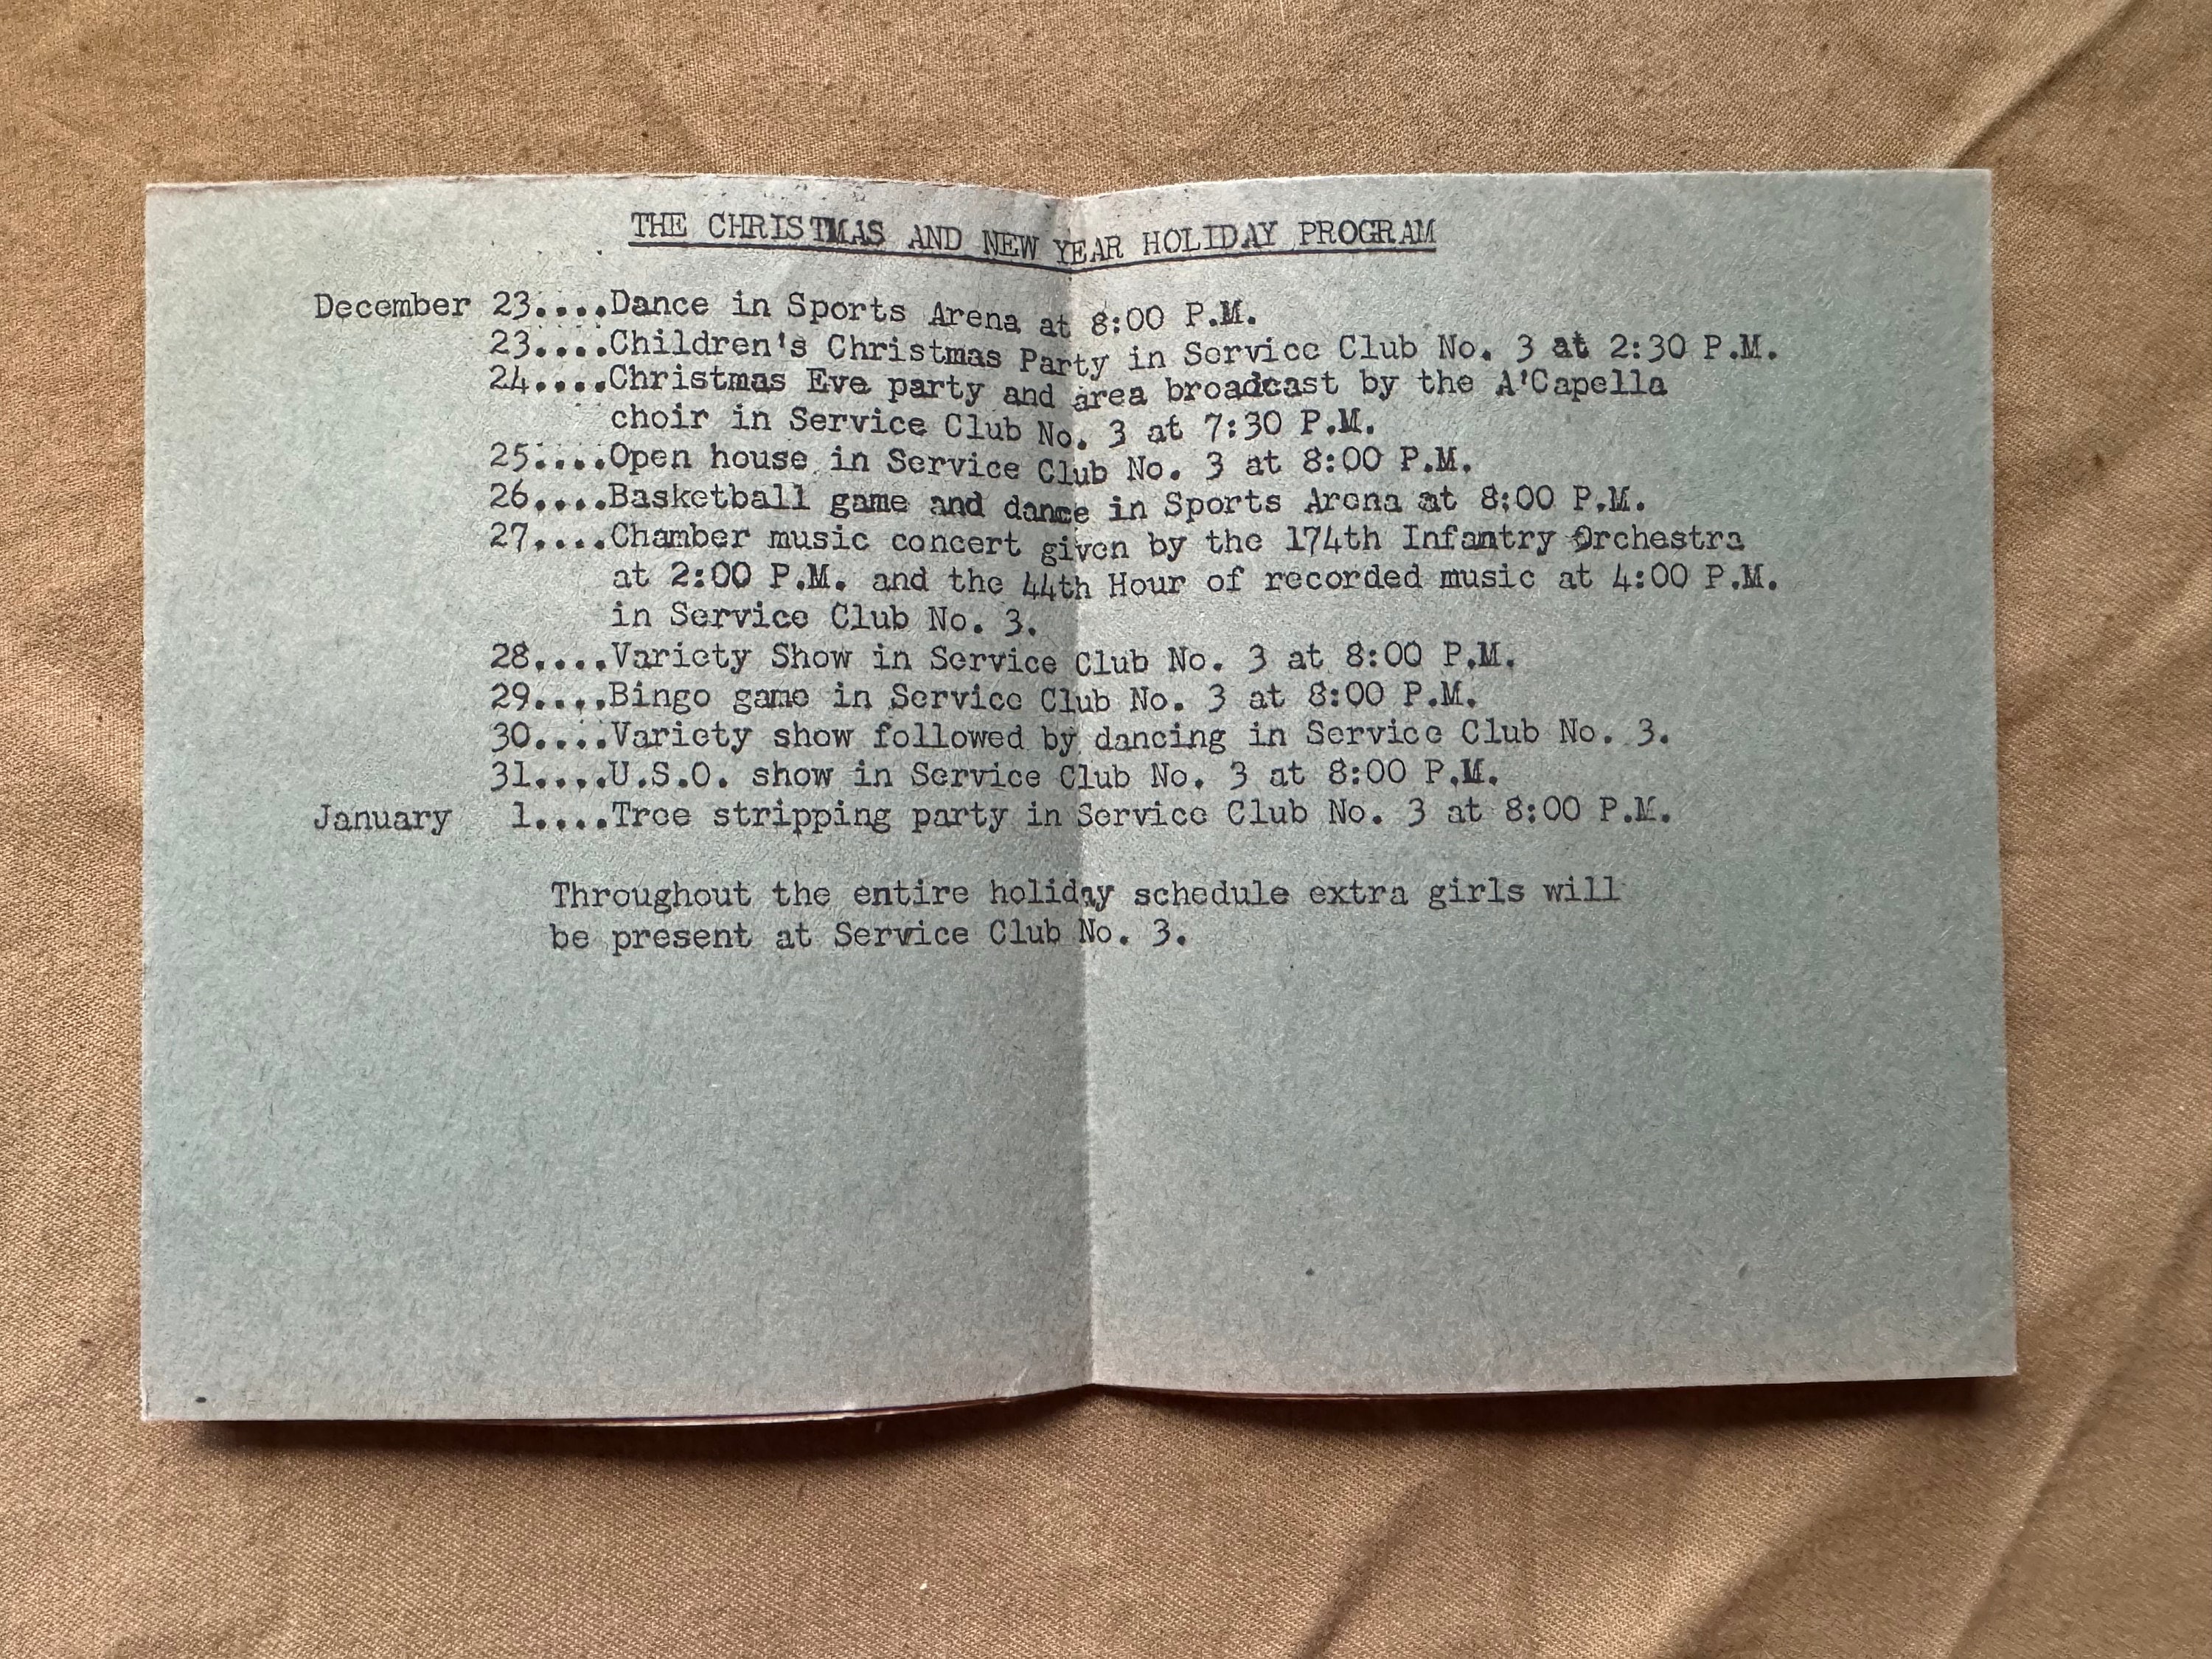 THE CHRISTMAS AND NEW YEAR HOLIDAY PROGRAM
December 23....Dance in Sports Arena at 8:00 P.M.
23....Children's Christmas Party in Service Club No. 3 at 2:30 P.M.
24....Christmas Eve party and area broadcast by the A'Capella
choir in Service Club No. 3 at 7:30 P.M.
25....Open house in Service Club No. 3 at 8:00 P.M.
26....Basketball game and dance in Sports Arena at 8:00 P.M.
27....Chamber music concert given by the 174th Infantry Orchestra
at 2:00 P.M. and the 44th Hour of recorded music at 4:00 P.M.
in Service Club No. 3.
28....Variety Show in Service Club No. 3 at 8:00 P.M.
29....Bingo game in Service Club No. 3 at 8:00 P.M.
30....Variety show followed by dancing in Service Club No. 3.
31....U.S.O. show in Service Club No. 3 at 8:00 P.M.
January 1....Tree stripping party in Service Club No. 3 at 8:00 P.M.
Throughout the entire holiday schedule extra girls will
be present at Service Club No. 3.